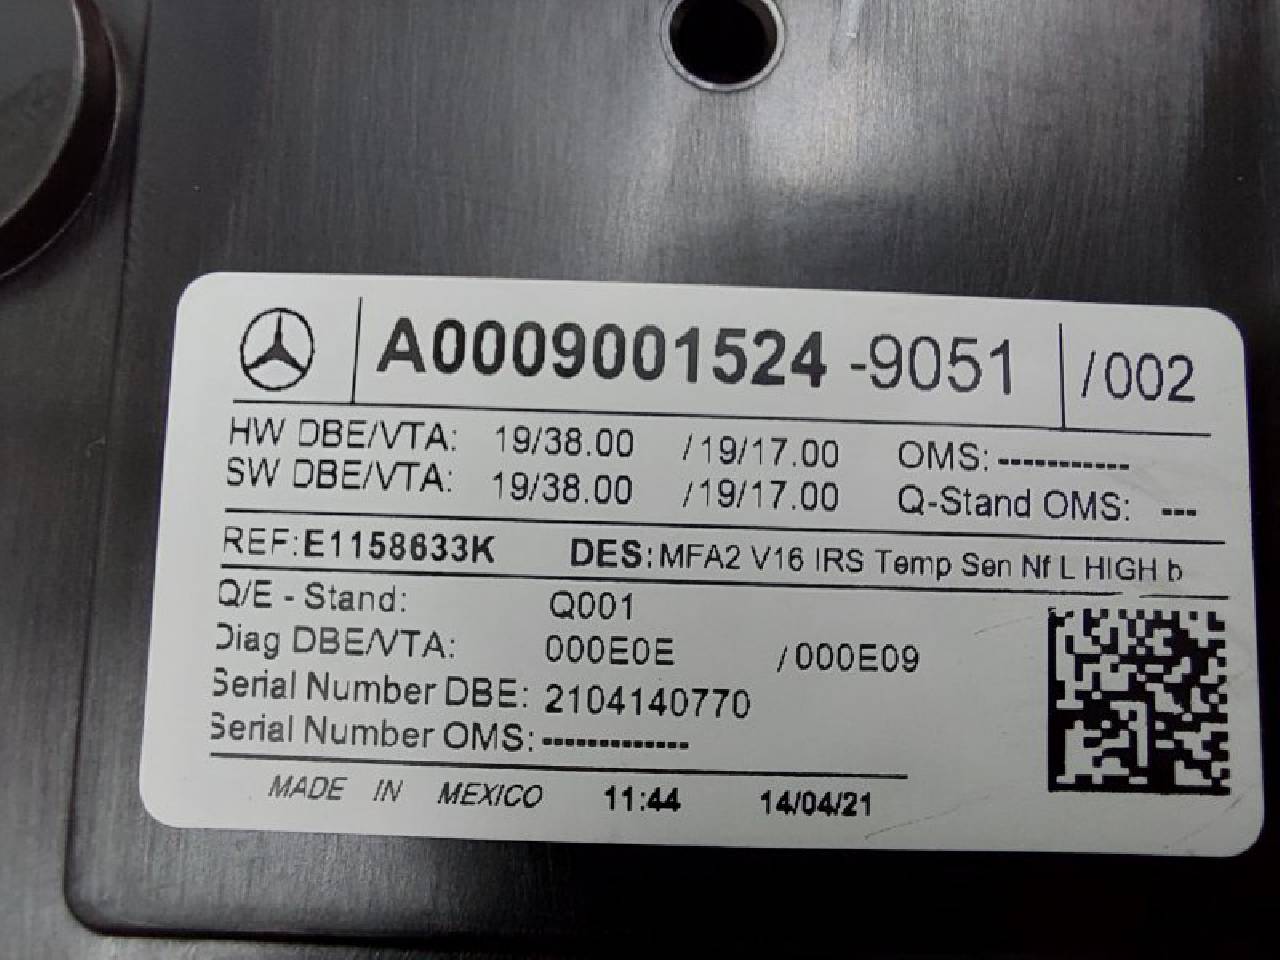 A0009001524 -9051 /002
HW DBE/VTA: 19/38.00 /19/17.00 OMS:-----------
SW DBE/VTA: 19/38.00 /19/17.00 Q-Stand OMS: ---
REF:E1158633K DES:MFA2 V16 IRS Temp Sen Nf L HIGH b
Q/E - Stand: Q001
Diag DBE/VTA: 000E0E /000E09
Serial Number DBE: 2104140770
Serial Number OMS:-------------
MADE IN MEXICO 11:44 14/04/21